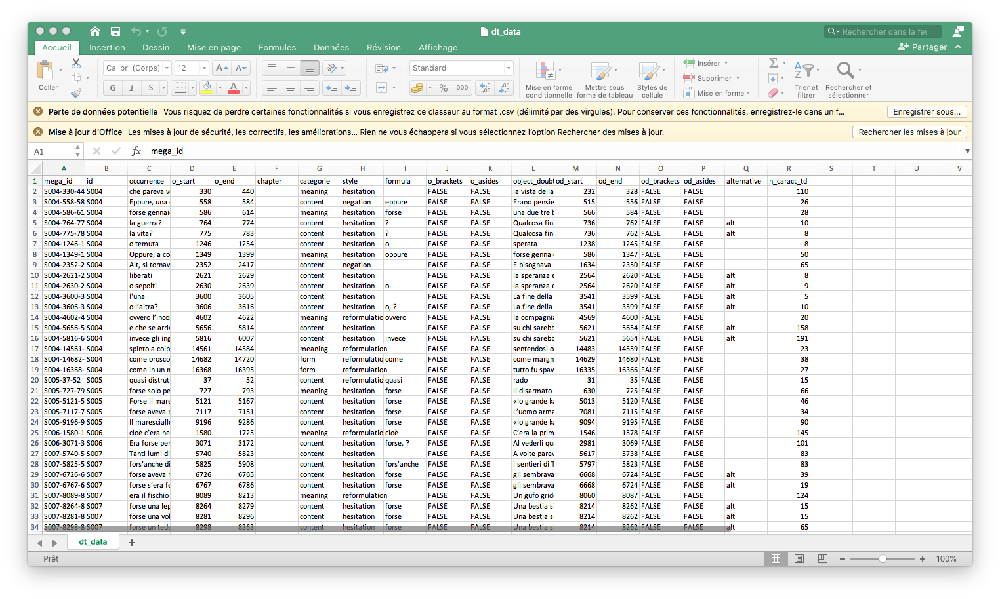 dt_data
Rechercher dans la feu
Accueil Insertion Dessin Mise en page Formules Données Révision Affichage Partager
Coller Calibri (Corps) 12 A A G I S A Standard % 000 Mise en forme conditionnelle Mettre sous forme de tableau Styles de cellule Insérer Supprimer Mise en forme Trier et filtrer Rechercher et sélectionner
Perte de données potentielle Vous risquez de perdre certaines fonctionnalités si vous enregistrez ce classeur au format .csv (délimité par des virgules). Pour conserver ces fonctionnalités, enregistrez-le dans un f... Enregistrer sous...
Mise à jour d’Office Les mises à jour de sécurité, les correctifs, les améliorations... Rien ne vous échappera si vous sélectionnez l’option Rechercher des mises à jour. Rechercher les mises à jour
A1 fx mega_id
A B C D E F G H I J K L M N O P Q R S T U V
1 mega_id id occurrence o_start o_end chapter categorie style formula o_brackets o_asides object_doubt od_start od_end od_brackets od_asides alternative n_caract_td
2 S004-330-44 S004 che pareva v 330 440 meaning hesitation FALSE FALSE la vista della 232 328 FALSE FALSE 110
3 S004-558-58 S004 Eppure, una 558 584 content negation eppure FALSE FALSE Erano pensie 515 556 FALSE FALSE 26
4 S004-586-61 S004 forse gennai 586 614 meaning hesitation forse FALSE FALSE una due tre 566 584 FALSE FALSE 28
5 S004-764-77 S004 la guerra? 764 774 content hesitation ? FALSE FALSE Qualcosa fin 736 762 FALSE FALSE alt 10
6 S004-775-78 S004 la vita? 775 783 content hesitation ? FALSE FALSE Qualcosa fin 736 762 FALSE FALSE alt 8
7 S004-1246-1 S004 o temuta 1246 1254 content hesitation o FALSE FALSE sperata 1238 1245 FALSE FALSE 8
8 S004-1349-1 S004 Oppure, a co 1349 1399 meaning hesitation oppure FALSE FALSE forse gennai 586 1347 FALSE FALSE 50
9 S004-2352-2 S004 Alt, si tornav 2352 2417 content negation FALSE FALSE E bisognava 1634 2350 FALSE FALSE 65
10 S004-2621-2 S004 liberati 2621 2629 content hesitation FALSE FALSE la speranza e 2564 2620 FALSE FALSE alt 8
11 S004-2630-2 S004 o sepolti 2630 2639 content hesitation o FALSE FALSE la speranza e 2564 2620 FALSE FALSE alt 9
12 S004-3600-3 S004 l'una 3600 3605 content hesitation FALSE FALSE La fine della 3541 3599 FALSE FALSE alt 5
13 S004-3606-3 S004 o l’altra? 3606 3616 content hesitation o, ? FALSE FALSE La fine della 3541 3599 FALSE FALSE alt 10
14 S004-4602-4 S004 ovvero l’inco 4602 4622 meaning reformulatio ovvero FALSE FALSE la compagni 4569 4600 FALSE FALSE 20
15 S004-5656-5 S004 e che se arriv 5656 5814 content hesitation FALSE FALSE su chi sareb 5621 5654 FALSE FALSE alt 158
16 S004-5816-6 S004 invece gli ing 5816 6007 content hesitation invece FALSE FALSE su chi sareb 5621 5654 FALSE FALSE alt 191
17 S004-14561- S004 spinto a colp 14561 14584 meaning reformulation FALSE FALSE sentendosi o 14483 14559 FALSE FALSE 23
18 S004-14682- S004 come orosco 14682 14720 form reformulatio come FALSE FALSE come margh 14629 14680 FALSE FALSE 38
19 S004-16368- S004 come in un m 16368 16395 form reformulation FALSE FALSE tutto fu spav 16335 16366 FALSE FALSE 27
20 S005-37-52 S005 quasi distrut 37 52 content reformulatio quasi FALSE FALSE rado 31 35 FALSE FALSE 15
21 S005-727-79 S005 forse solo pe 727 793 meaning hesitation forse FALSE FALSE Il disarmato 630 725 FALSE FALSE 66
22 S005-5121-5 S005 Forse il mare 5121 5167 content hesitation forse FALSE FALSE «Io grande k 5013 5120 FALSE FALSE 46
23 S005-7117-7 S005 forse aveva p 7117 7151 content hesitation forse FALSE FALSE L’uomo arma 7081 7115 FALSE FALSE 34
24 S005-9196-9 S005 Il marescialle 9196 9286 content hesitation forse FALSE FALSE «Io grande k 9094 9195 FALSE FALSE 90
25 S006-1580-1 S006 cioè c’era ne 1580 1725 meaning reformulatio cioè FALSE FALSE C’era la prim 1546 1578 FALSE FALSE 145
26 S006-3071-3 S006 Era forse per 3071 3172 content hesitation forse, ? FALSE FALSE Al vederli qu 2981 3069 FALSE FALSE 101
27 S007-5740-5 S007 Tanti lumi di 5740 5823 content hesitation FALSE FALSE A volte parev 5617 5738 FALSE FALSE 83
28 S007-5825-5 S007 fors’anche di 5825 5908 content hesitation fors'anche FALSE FALSE i sentieri di 5797 5823 FALSE FALSE 83
29 S007-6726-6 S007 forse aveva 6726 6765 content hesitation forse FALSE FALSE gli sembrava 6668 6724 FALSE FALSE alt 39
30 S007-6767-6 S007 forse s’era fe 6767 6786 content hesitation forse FALSE FALSE gli sembrava 6668 6724 FALSE FALSE alt 19
31 S007-8089-8 S007 era il fischio 8089 8213 meaning reformulation FALSE FALSE Un gufo grid 8060 8087 FALSE FALSE 124
32 S007-8264-8 S007 forse una lep 8264 8279 content hesitation forse FALSE FALSE Una bestia s 8214 8262 FALSE FALSE alt 15
33 S007-8281-8 S007 forse una vol 8281 8296 content hesitation forse FALSE FALSE Una bestia s 8214 8262 FALSE FALSE alt 15
34 S007-8298-8 S007 forse un tede 8298 8363 content hesitation forse FALSE FALSE Una bestia s 8214 8262 FALSE FALSE alt 65
dt_data +
Prêt 100%